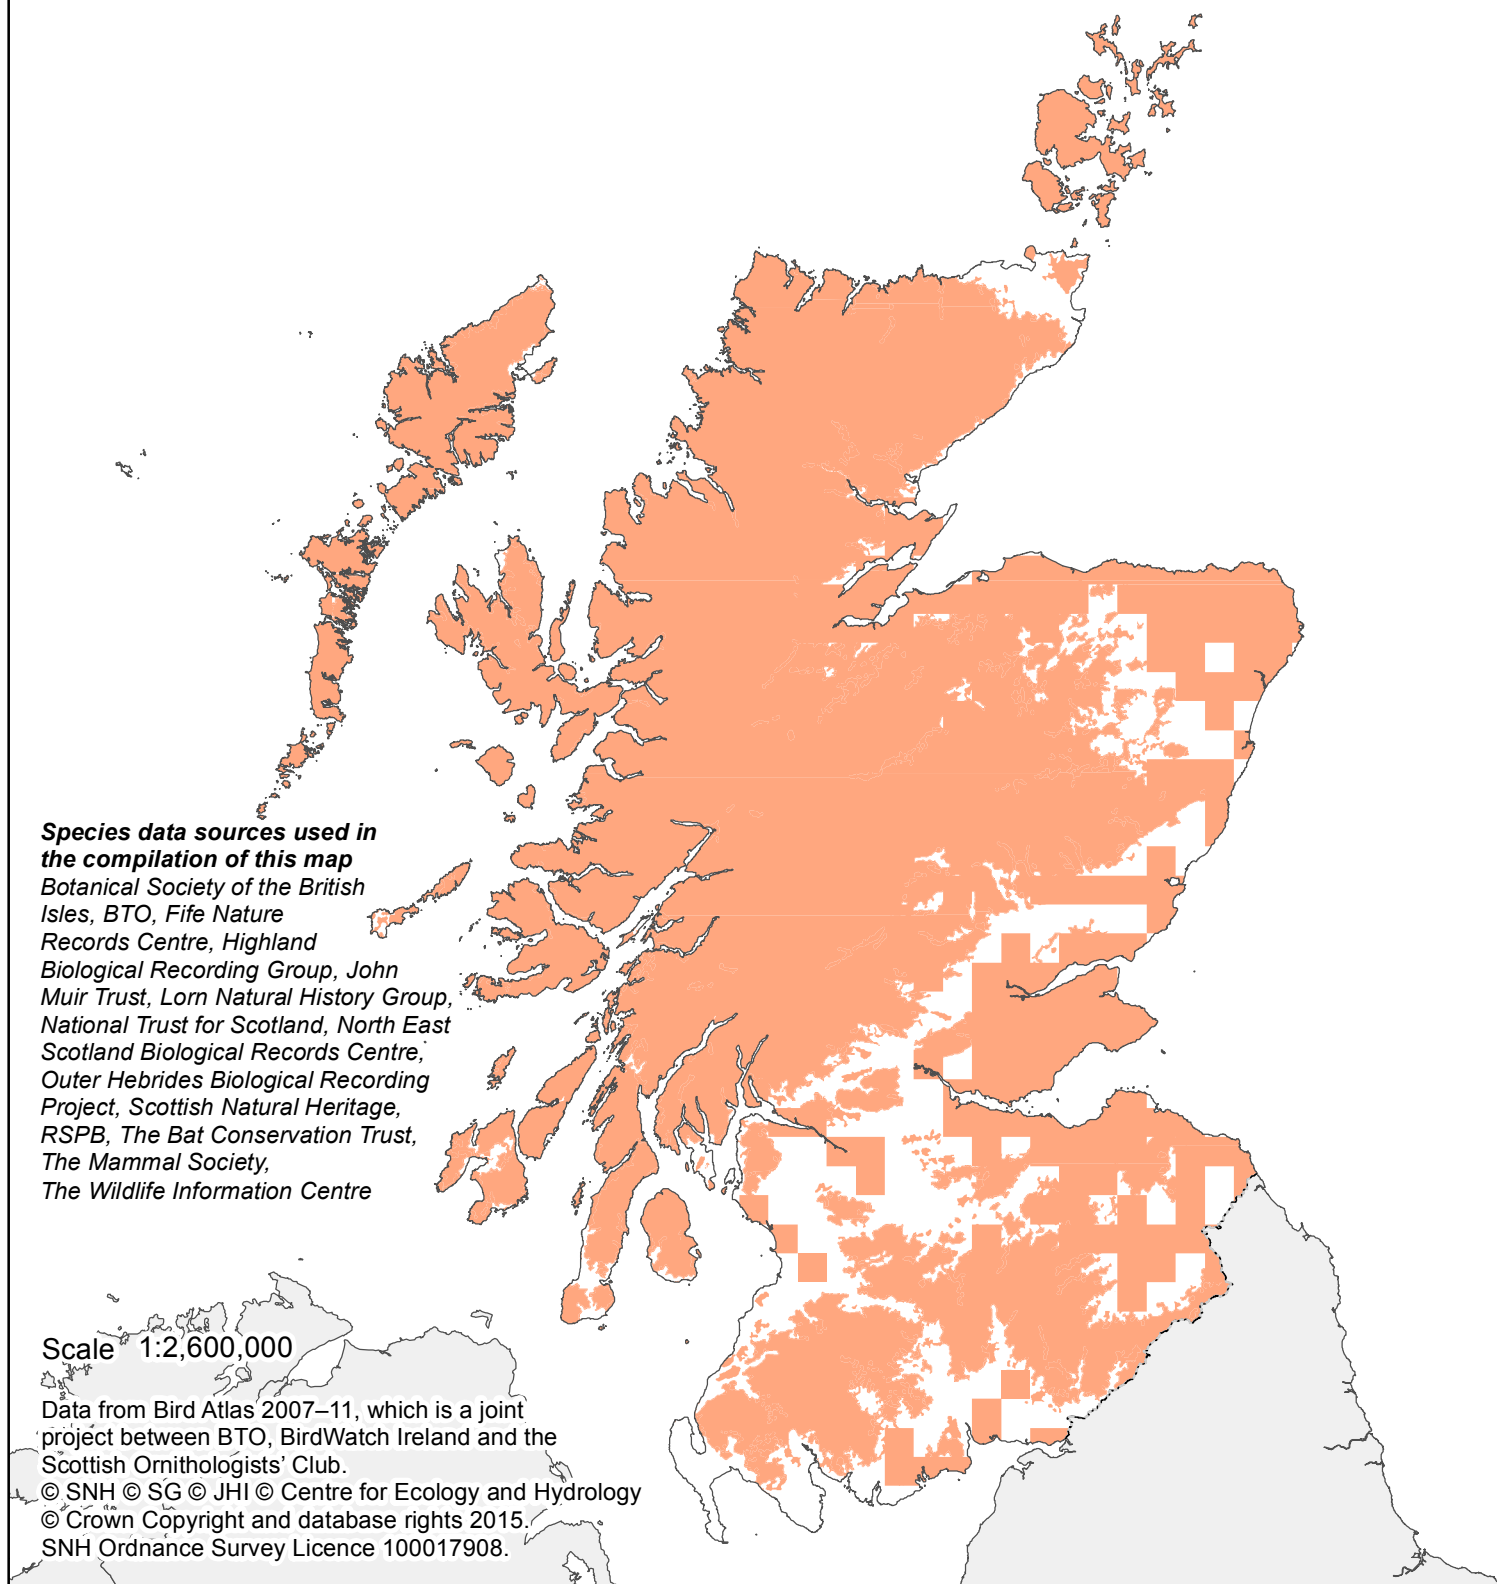 Species data sources used in
the compilation of this map
Botanical Society of the British
Isles, BTO, Fife Nature
Records Centre, Highland
Biological Recording Group, John
Muir Trust, Lorn Natural History Group,
National Trust for Scotland, North East
Scotland Biological Records Centre,
Outer Hebrides Biological Recording
Project, Scottish Natural Heritage,
RSPB, The Bat Conservation Trust,
The Mammal Society,
The Wildlife Information Centre
Scale 1:2,600,000
Data from Bird Atlas 2007–11, which is a joint
project between BTO, BirdWatch Ireland and the
Scottish Ornithologists’ Club.
© SNH © SG © JHI © Centre for Ecology and Hydrology
© Crown Copyright and database rights 2015.
SNH Ordnance Survey Licence 100017908.